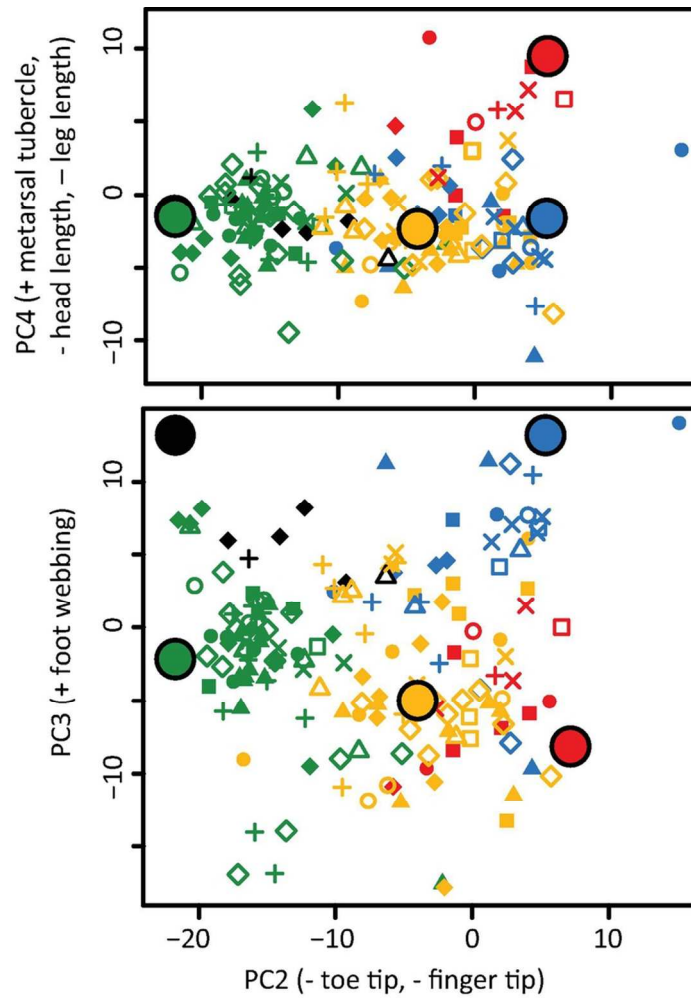 PC4 (+ metarsal tubercle,
- head length, – leg length)
10
0
−10
PC3 (+ foot webbing)
10
0
−10
−20
−10
0
10
PC2 (- toe tip, - finger tip)